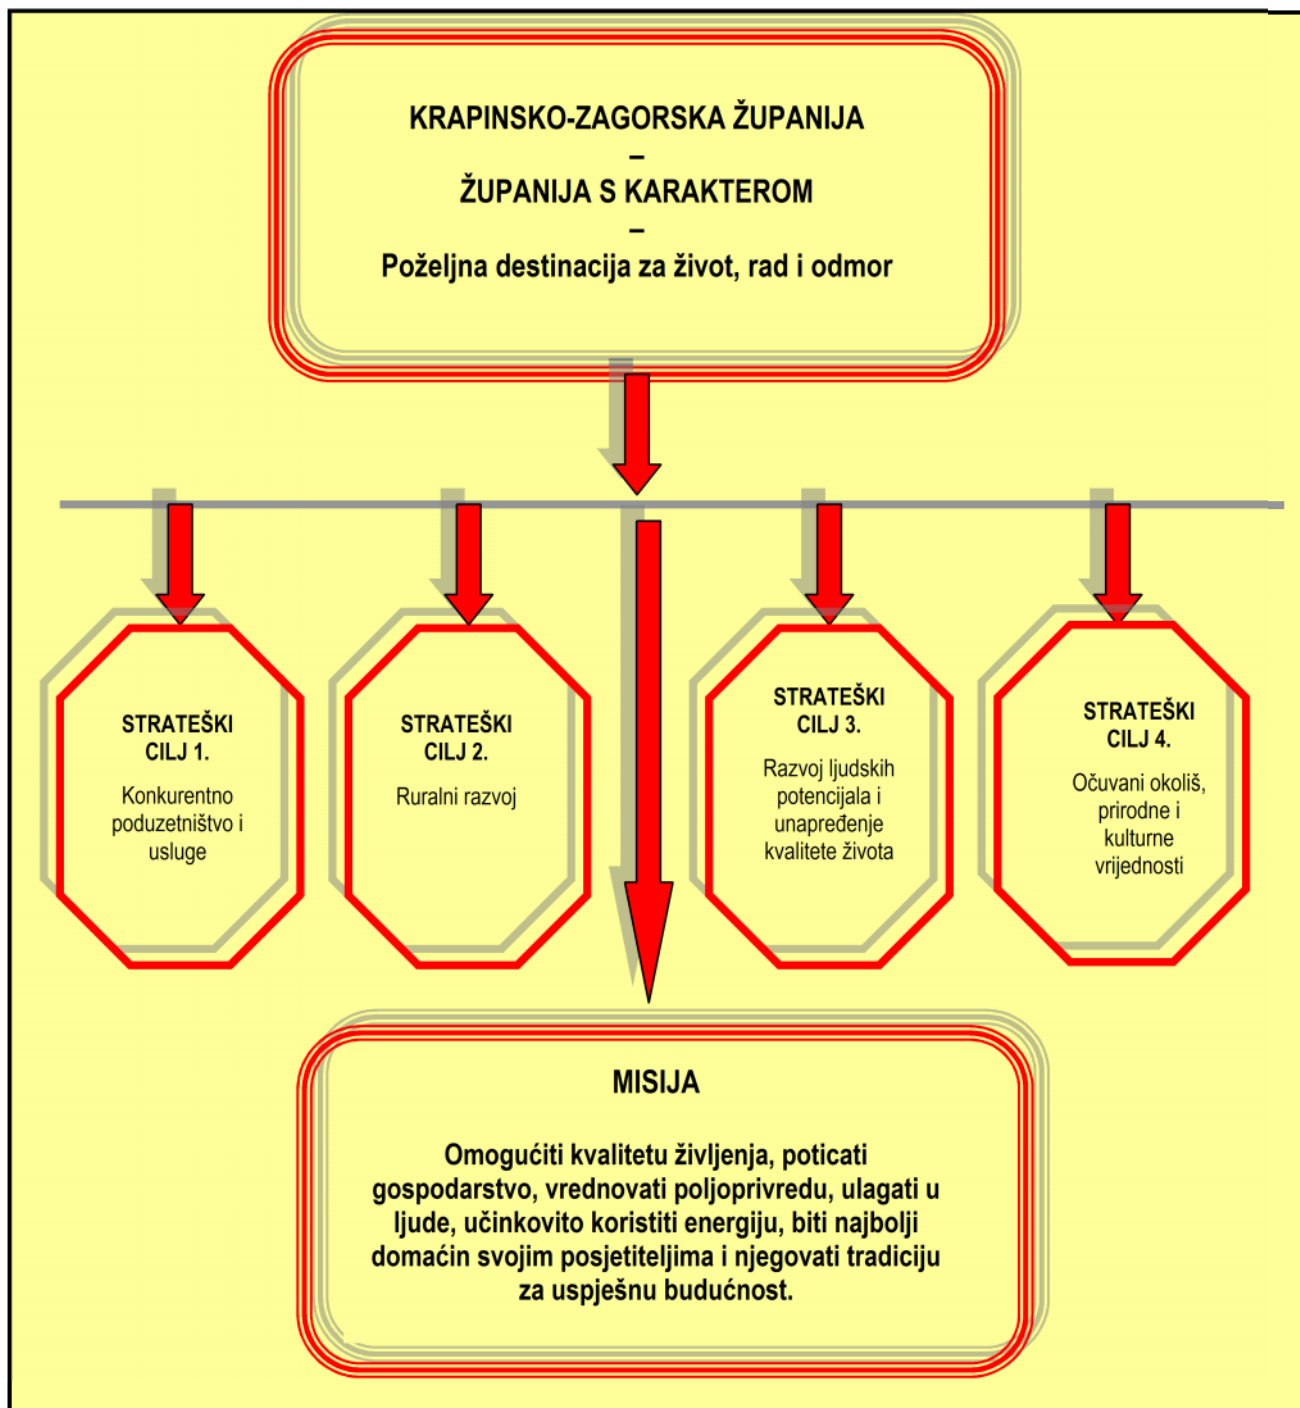 KRAPINSKO-ZAGORSKA ŽUPANIJA
–
ŽUPANIJA S KARAKTEROM
–
Poželjna destinacija za život, rad i odmor
STRATEŠKI
CILJ 1.
Konkurentno
poduzetništvo i
usluge
STRATEŠKI
CILJ 2.
Ruralni razvoj
STRATEŠKI
CILJ 3.
Razvoj ljudskih
potencijala i
unapređenje
kvalitete života
STRATEŠKI
CILJ 4.
Očuvani okoliš,
prirodne i
kulturne
vrijednosti
MISIJA
Omogućiti kvalitetu življenja, poticati
gospodarstvo, vrednovati poljoprivredu, ulagati u
ljude, učinkovito koristiti energiju, biti najbolji
domaćin svojim posjetiteljima i njegovati tradiciju
za uspješnu budućnost.